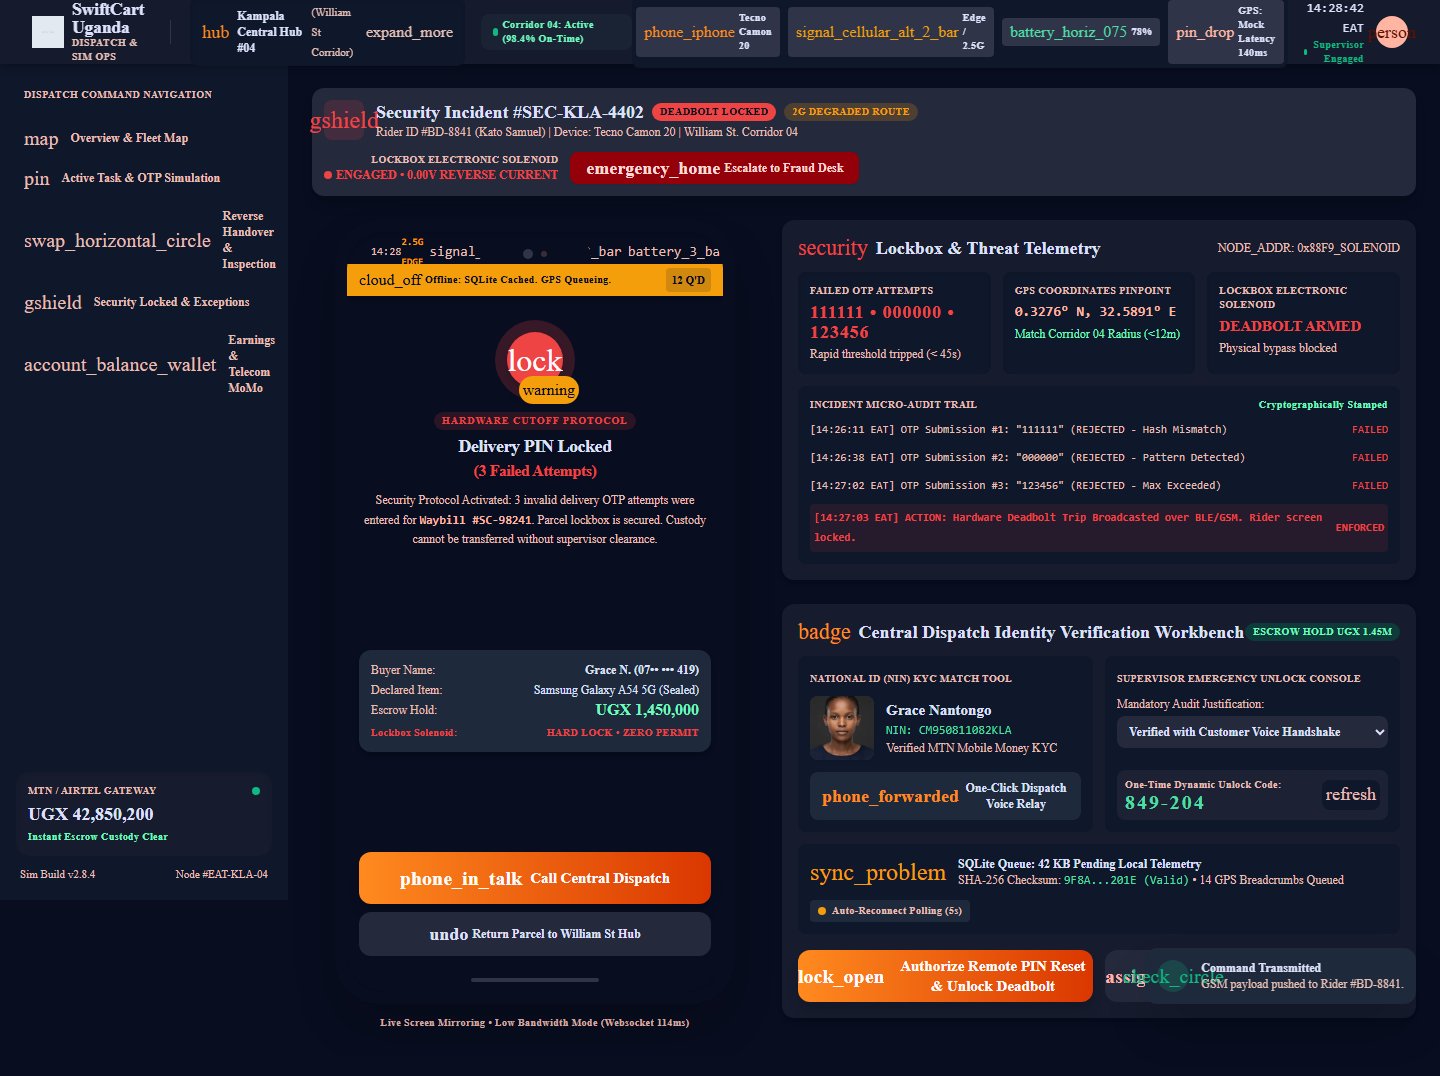 SwiftCart Uganda
DISPATCH & SIM OPS
hub
Kampala Central Hub #04
(William St Corridor)
expand_more
Corridor 04: Active (98.4% On-Time)
phone_iphone
Tecno Camon 20
signal_cellular_alt_2_bar
Edge / 2.5G
battery_horiz_075
78%
pin_drop
GPS: Mock Latency 140ms
14:28:42 EAT
Supervisor Engaged
person
DISPATCH COMMAND NAVIGATION
map Overview & Fleet Map
pin Active Task & OTP Simulation
swap_horizontal_circle Reverse Handover & Inspection
gshield Security Locked & Exceptions
account_balance_wallet Earnings & Telecom MoMo
MTN / AIRTEL GATEWAY
UGX 42,850,200
Instant Escrow Custody Clear
Sim Build v2.8.4 Node #EAT-KLA-04
gshield
Security Incident #SEC-KLA-4402 DEADBOLT LOCKED 2G DEGRADED ROUTE
Rider ID #BD-8841 (Kato Samuel) | Device: Tecno Camon 20 | William St. Corridor 04
LOCKBOX ELECTRONIC SOLENOID
ENGAGED • 0.00V REVERSE CURRENT
emergency_home Escalate to Fraud Desk
14:28 2.5G EDGE signal_ _bar battery_3_ba
cloud_off Offline: SQLite Cached. GPS Queueing. 12 Q'D
lock
warning
HARDWARE CUTOFF PROTOCOL
Delivery PIN Locked
(3 Failed Attempts)
Security Protocol Activated: 3 invalid delivery OTP attempts were
entered for Waybill #SC-98241. Parcel lockbox is secured. Custody
cannot be transferred without supervisor clearance.
Buyer Name: Grace N. (07•• ••• 419)
Declared Item: Samsung Galaxy A54 5G (Sealed)
Escrow Hold: UGX 1,450,000
Lockbox Solenoid: HARD LOCK • ZERO PERMIT
phone_in_talk Call Central Dispatch
undo Return Parcel to William St Hub
Live Screen Mirroring • Low Bandwidth Mode (Websocket 114ms)
security Lockbox & Threat Telemetry NODE_ADDR: 0x88F9_SOLENOID
FAILED OTP ATTEMPTS
111111 • 000000 •
123456
Rapid threshold tripped (< 45s)
GPS COORDINATES PINPOINT
0.3276° N, 32.5891° E
Match Corridor 04 Radius (<12m)
LOCKBOX ELECTRONIC
SOLENOID
DEADBOLT ARMED
Physical bypass blocked
INCIDENT MICRO-AUDIT TRAIL Cryptographically Stamped
[14:26:11 EAT] OTP Submission #1: "111111" (REJECTED - Hash Mismatch) FAILED
[14:26:38 EAT] OTP Submission #2: "000000" (REJECTED - Pattern Detected) FAILED
[14:27:02 EAT] OTP Submission #3: "123456" (REJECTED - Max Exceeded) FAILED
[14:27:03 EAT] ACTION: Hardware Deadbolt Trip Broadcasted over BLE/GSM. Rider screen
locked. ENFORCED
badge Central Dispatch Identity Verification Workbench ESCROW HOLD UGX 1.45M
NATIONAL ID (NIN) KYC MATCH TOOL
Grace Nantongo
NIN: CM950811082KLA
Verified MTN Mobile Money KYC
phone_forwarded One-Click Dispatch Voice Relay
SUPERVISOR EMERGENCY UNLOCK CONSOLE
Mandatory Audit Justification:
Verified with Customer Voice Handshake
One-Time Dynamic Unlock Code:
849-204
refresh
sync_problem
SQLite Queue: 42 KB Pending Local Telemetry
SHA-256 Checksum: 9F8A...201E (Valid) • 14 GPS Breadcrumbs Queued
Auto-Reconnect Polling (5s)
lock_open Authorize Remote PIN Reset & Unlock Deadbolt
assig
check_circle
Command Transmitted
GSM payload pushed to Rider #BD-8841.